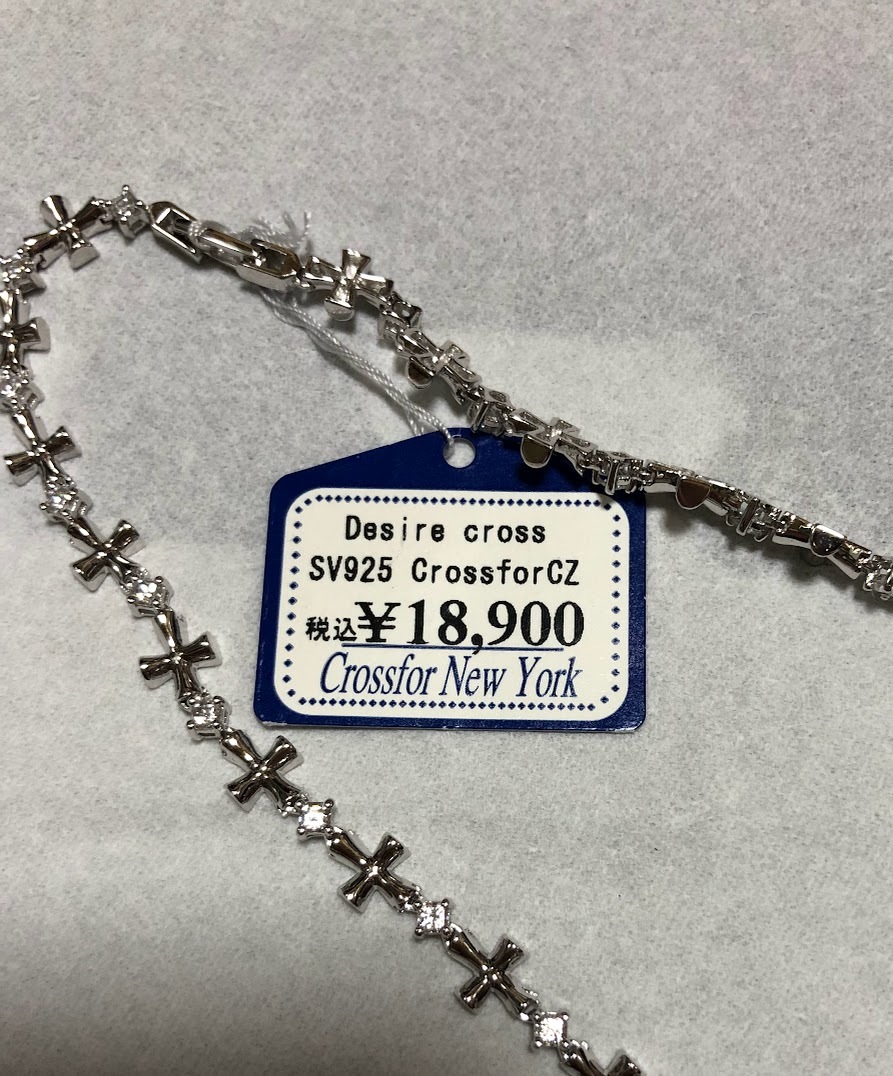 Desire cross
SV925 CrossforCZ
税込¥18,900
Crossfor New York